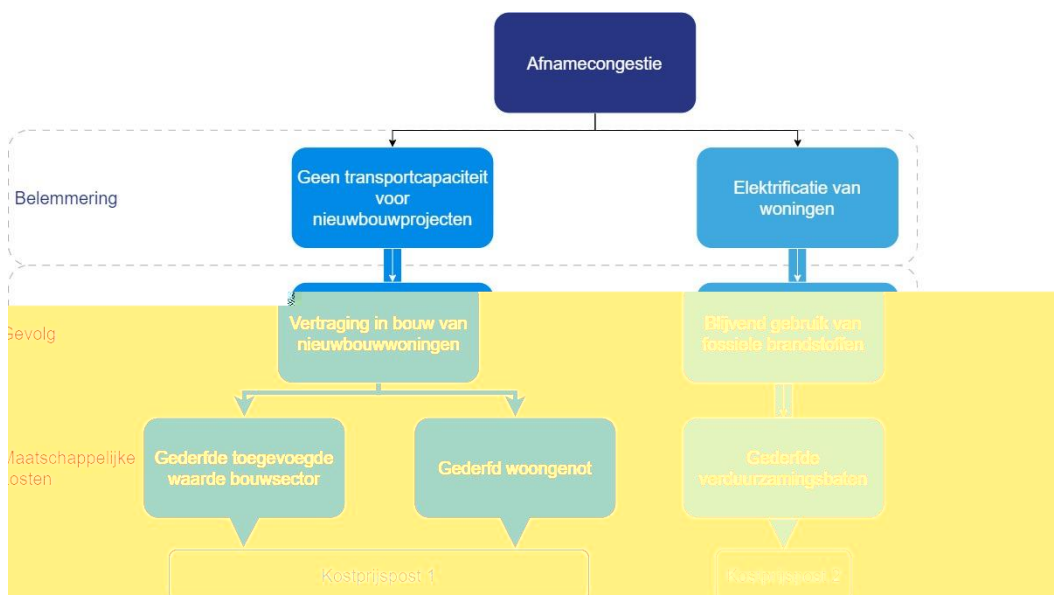 Afnamecongestie
Belemmering
Geen transportcapaciteit
voor
nieuwbouwprojecten
Elektrificatie van
woningen
Gevolg
Vertraging in bouw van
nieuwbouwwoningen
Blijvend gebruik van
fossiele brandstoffen
Maatschappelijke
kosten
Gederfde toegevoegde
waarde bouwsector
Gederfd woongenot
Gederfde
verduurzamingsbaten
Kostprijspost 1
Kostprijspost 2